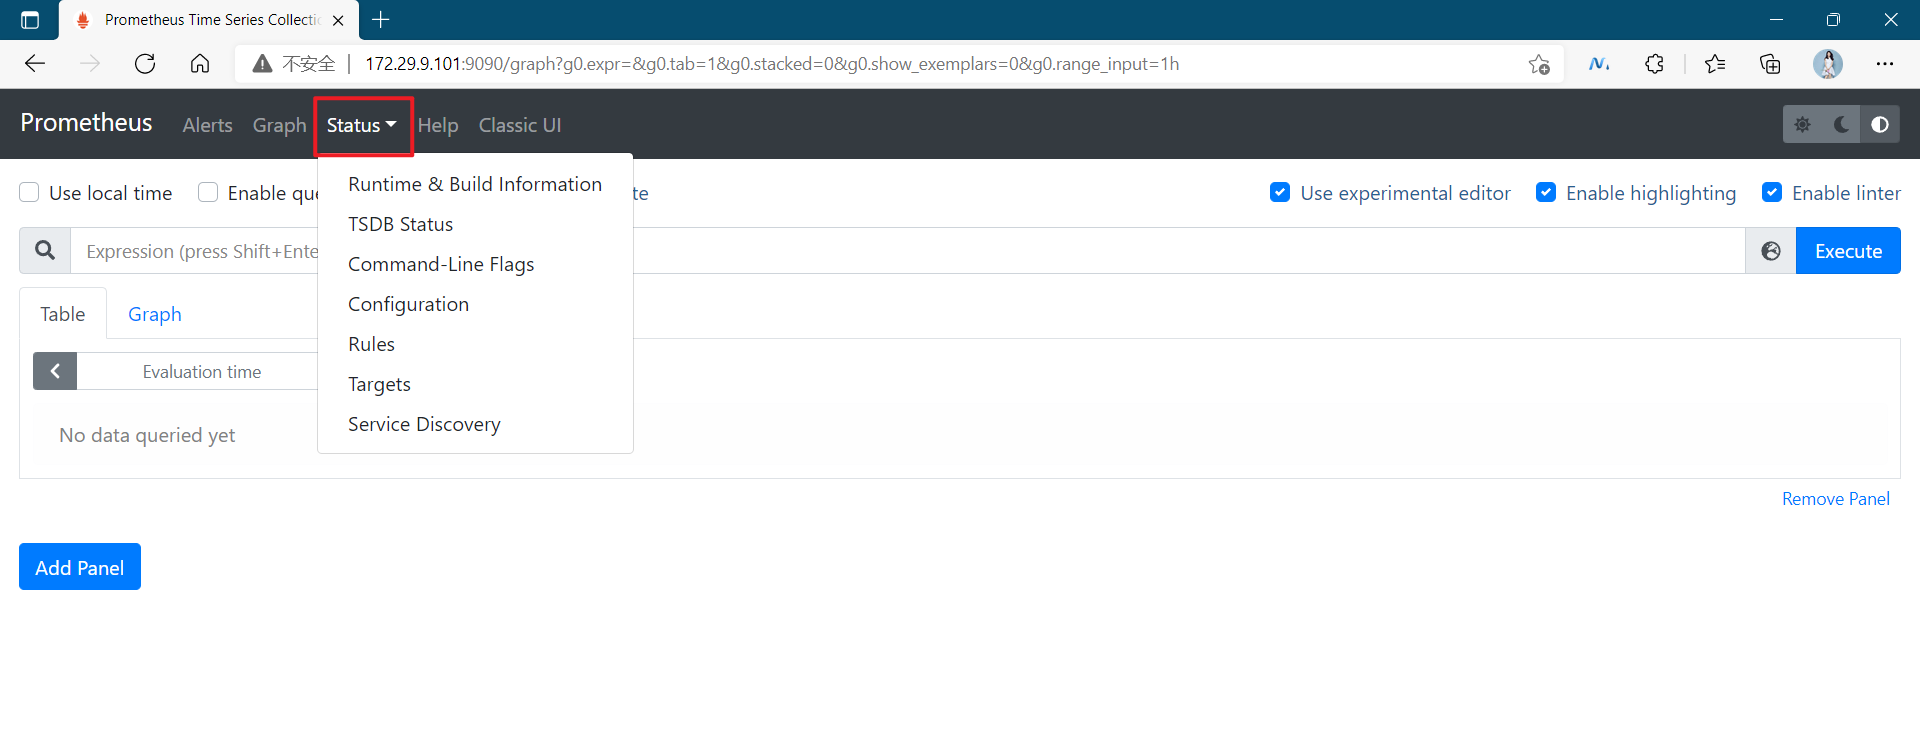 Prometheus Time Series Collectic
不安全 | 172.29.9.101:9090/graph?g0.expr=&g0.tab=1&g0.stacked=0&g0.show_exemplars=0&g0.range_input=1h
Prometheus Alerts Graph Status Help Classic UI
Runtime & Build Information
TSDB Status
Command-Line Flags
Configuration
Rules
Targets
Service Discovery
Use local time Enable que te Use experimental editor Enable highlighting Enable linter
Expression (press Shift+Ente Execute
Table Graph
Evaluation time
No data queried yet
Remove Panel
Add Panel